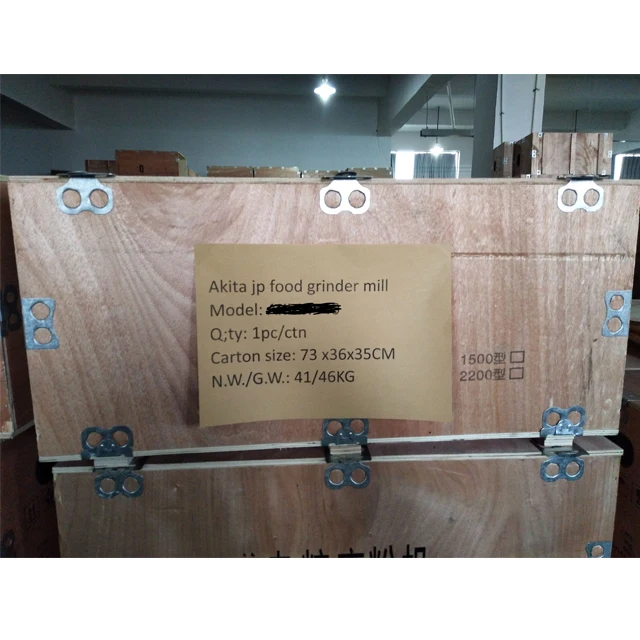 Akita jp food grinder mill
Model:
Q;ty: 1pc/ctn
Carton size: 73 x36x35CM
N.W./G.W.: 41/46KG
1500型
2200型